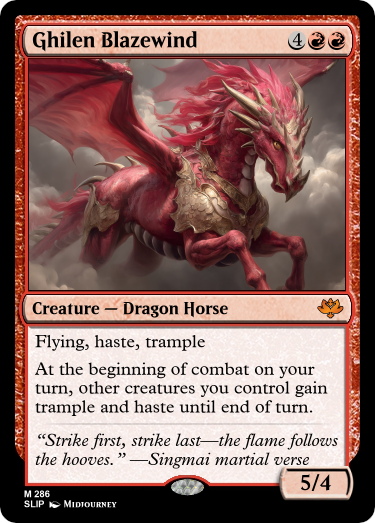 Ghilen Blazewind 4
Creature — Dragon Horse
Flying, haste, trample
At the beginning of combat on your
turn, other creatures you control gain
trample and haste until end of turn.
“Strike first, strike last—the flame follows
the hooves.” —Singmai martial verse
5/4
M 286
SLIP Midjourney